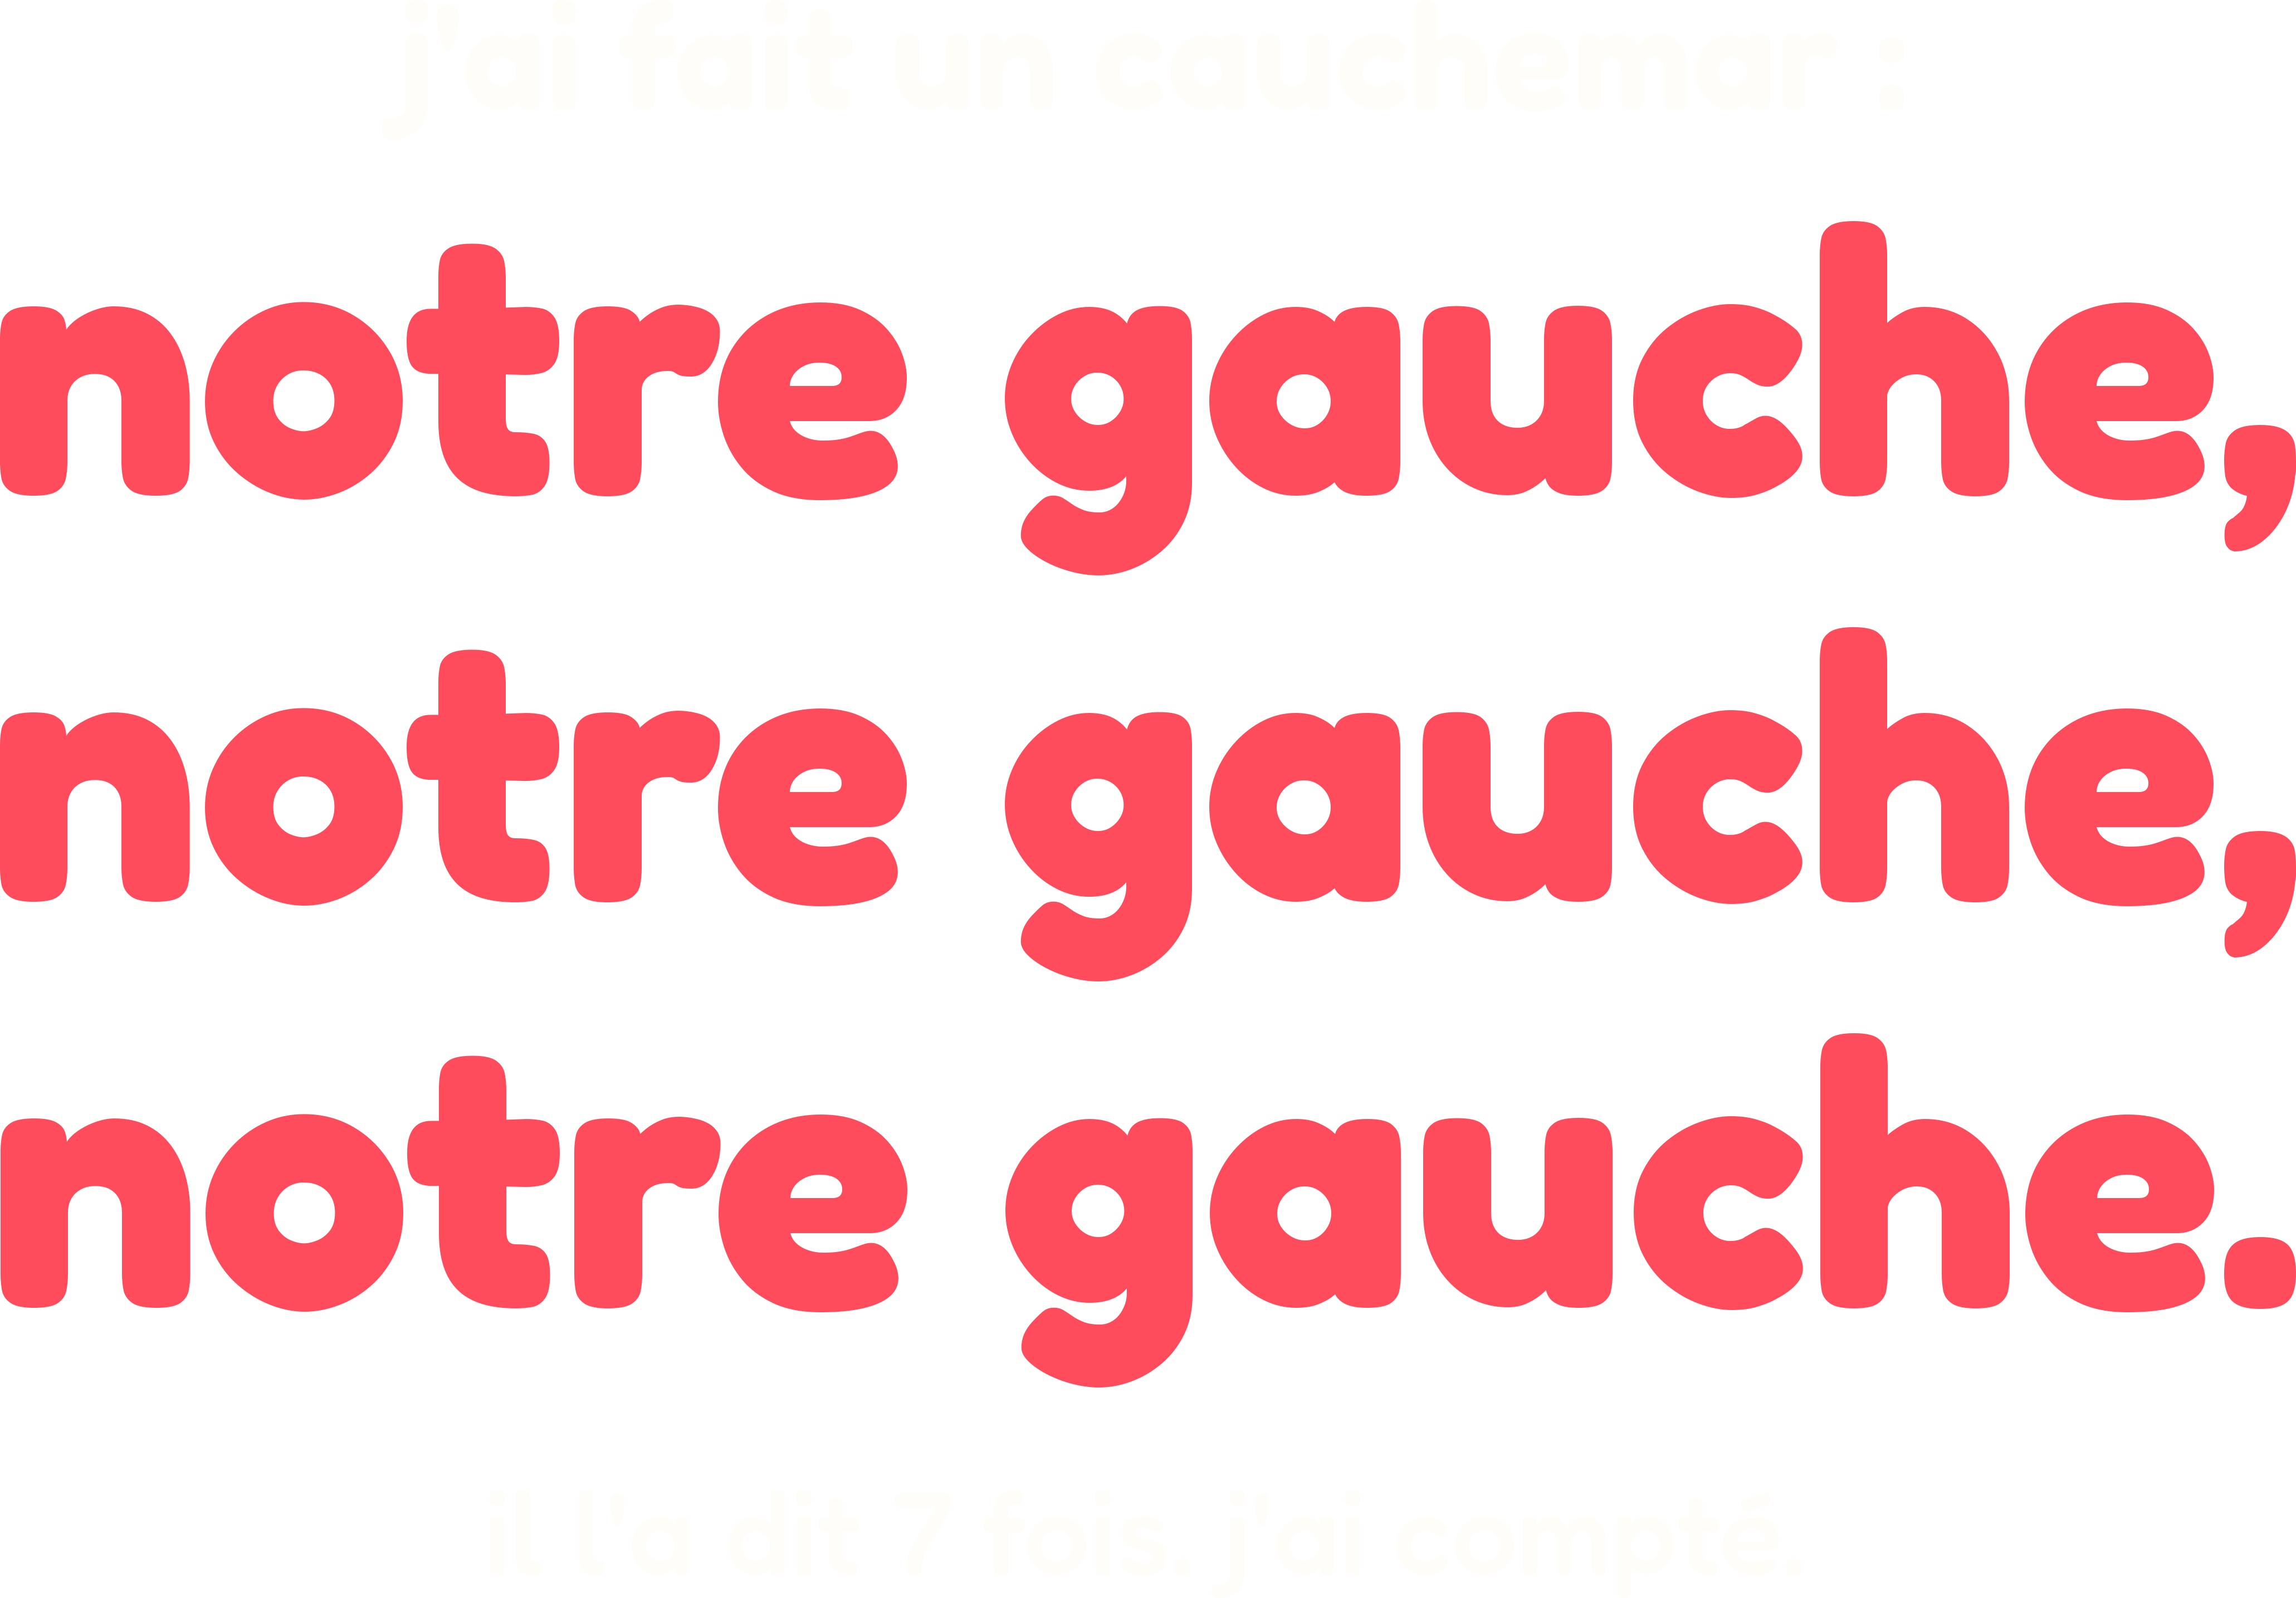 j'ai fait un cauchemar :
notre gauche,
notre gauche,
notre gauche.
il l'a dit 7 fois. j'ai compté.